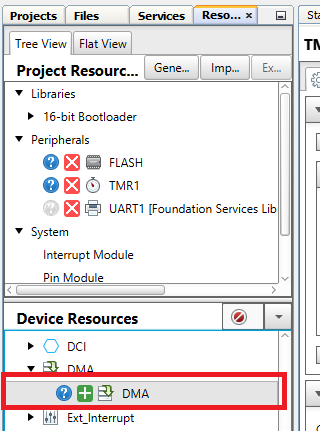 Projects Files Services Reso... × Sta
Tree View Flat View TM
Project Resourc... Gene... Imp... Ex...
Libraries
16-bit Bootloader
Peripherals
? FLASH
? TMR1
? UART1 [Foundation Services Lib
System
Interrupt Module
Pin Module
Device Resources
DCI
DMA
? DMA
? Ext_Interrupt